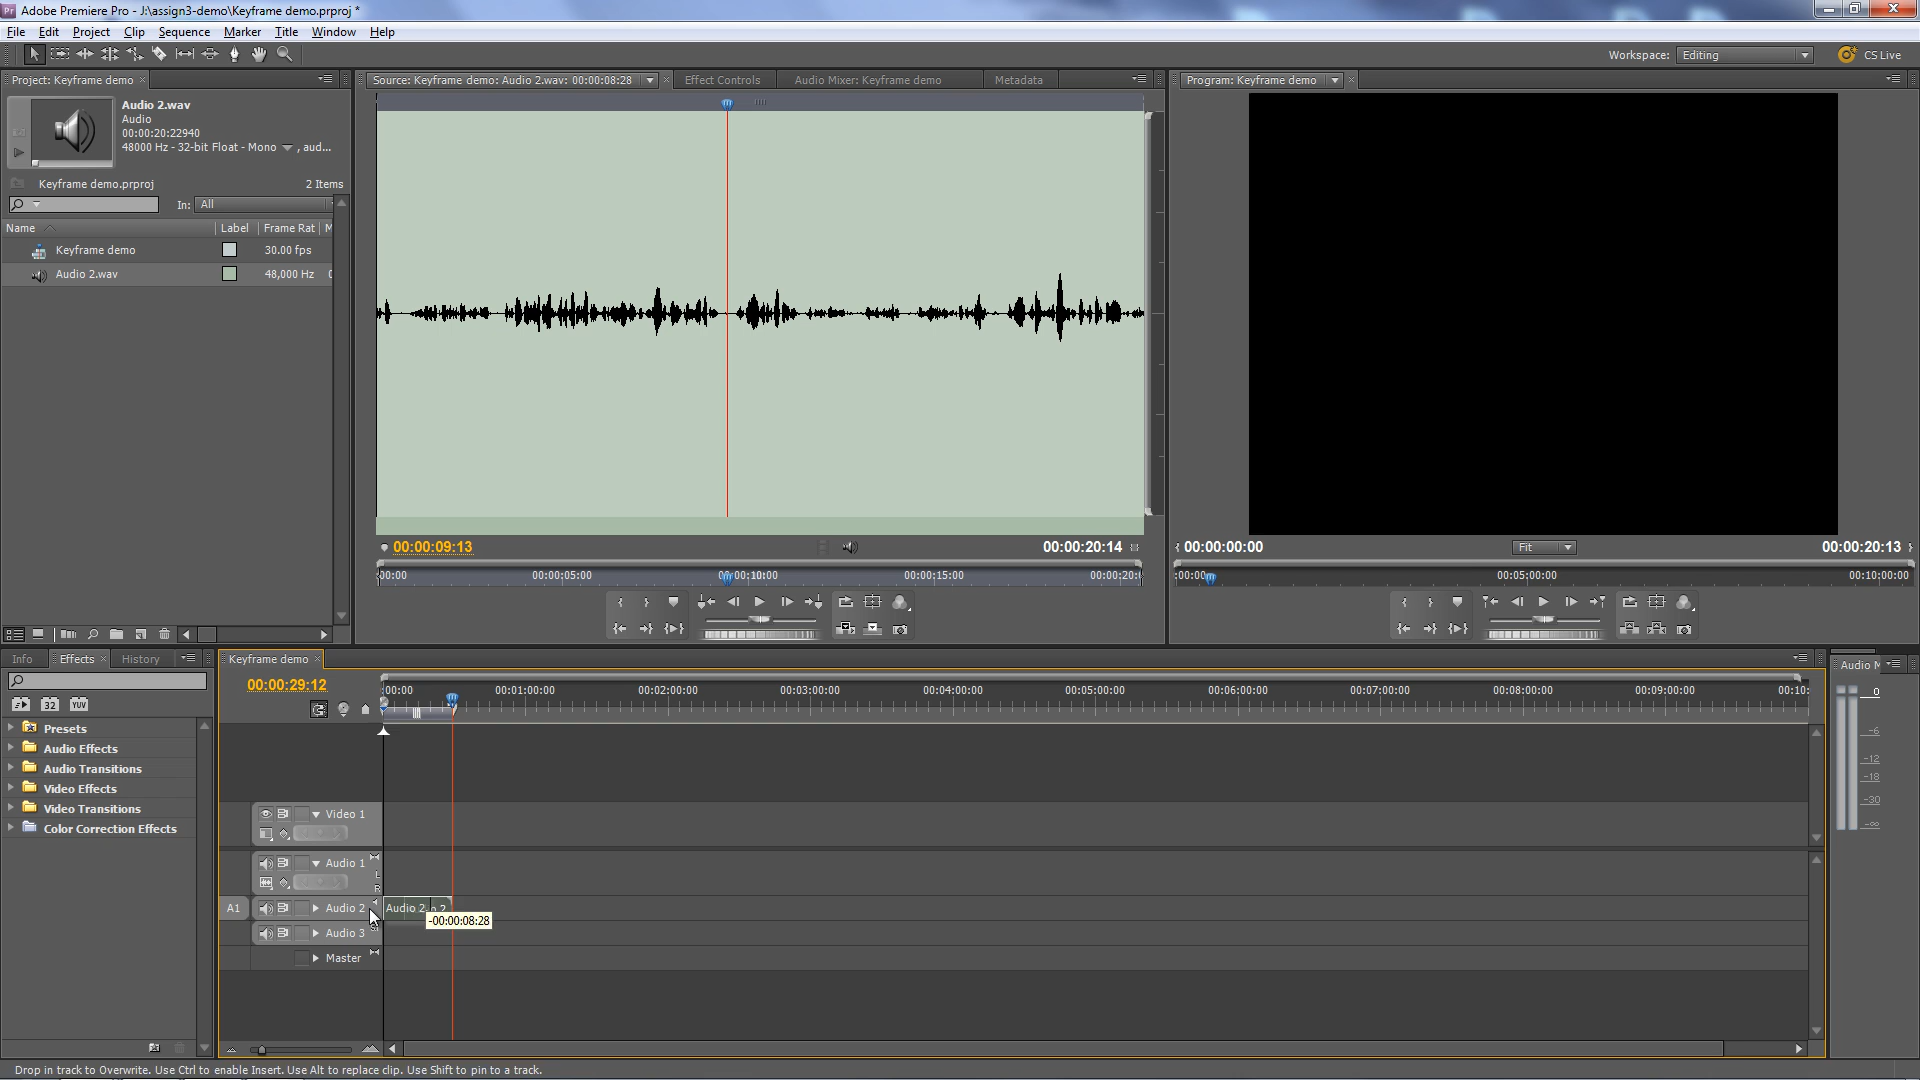 Adobe Premiere Pro - J:\assign3-demo\Keyframe demo.prproj *
File Edit Project Clip Sequence Marker Title Window Help
Workspace: Editing CS Live
Project: Keyframe demo
Source: Keyframe demo: Audio 2.wav: 00:00:08:28 Effect Controls Audio Mixer: Keyframe demo Metadata
Program: Keyframe demo
Audio 2.wav
Audio
00:00:20:22940
48000 Hz - 32-bit Float - Mono , aud...
Keyframe demo.prproj 2 Items
In: All
Name Label Frame Rat M
Keyframe demo 30.00 fps
Audio 2.wav 48,000 Hz
00:00:09:13 00:00:20:14
00:00:00:00 Fit 00:00:20:13
:00:00 00:00:05:00 00:00:10:00 00:00:15:00 00:00:20:
:00:00 00:05:00:00 00:10:00:00
Info Effects History
Keyframe demo
00:00:29:12
:00:00 00:01:00:00 00:02:00:00 00:03:00:00 00:04:00:00 00:05:00:00 00:06:00:00 00:07:00:00 00:08:00:00 00:09:00:00 00:10:
32 YUV
Presets
Audio Effects
Audio Transitions
Video Effects
Video Transitions
Color Correction Effects
Video 1
Audio 1
L
R
A1 Audio 2 Audio 2
-00:00:08:28
Audio 3
Master
Audio M
0
-6
-12
-18
-30
-∞
Drop in track to Overwrite. Use Ctrl to enable Insert. Use Alt to replace clip. Use Shift to pin to a track.